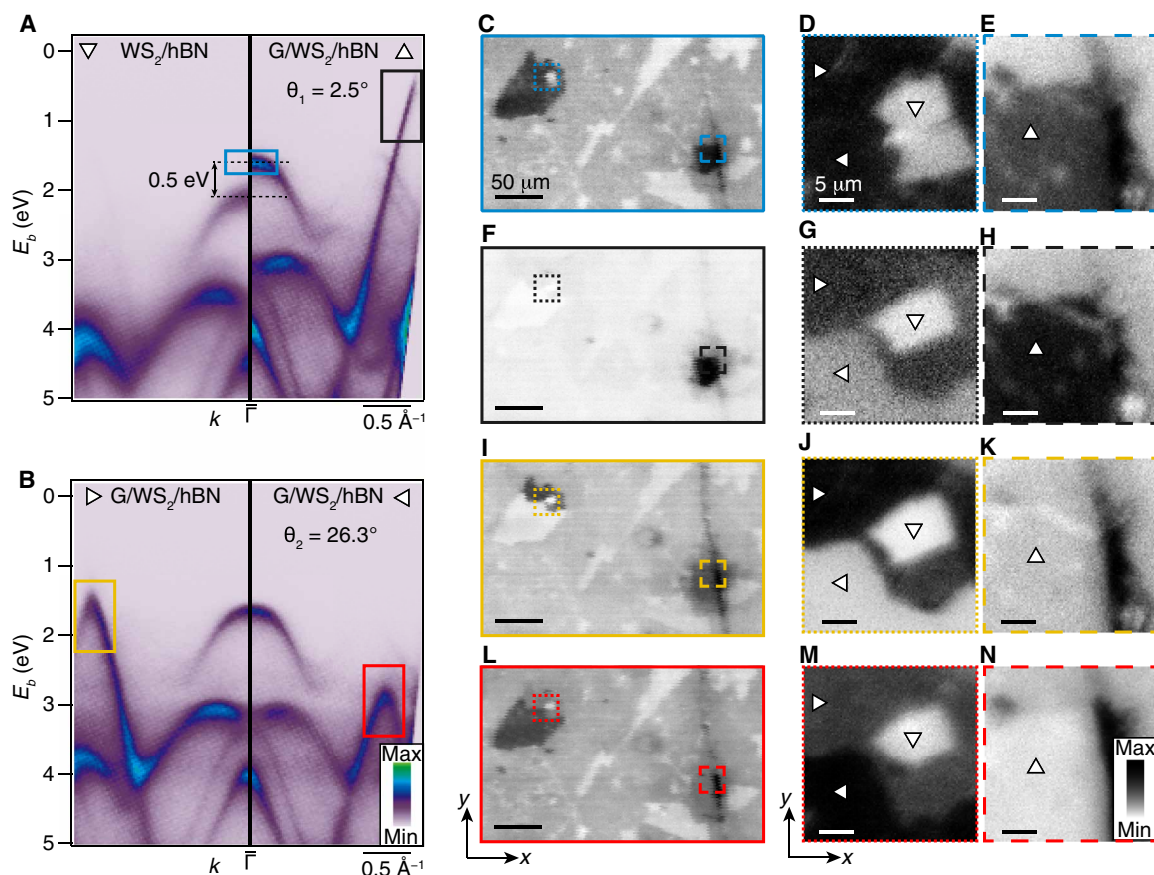 A
WS₂/hBN G/WS₂/hBN
θ₁ = 2.5°
0.5 eV
E_b (eV)
0
1
2
3
4
5
k Γ̿ 0.5 Å⁻¹
B
G/WS₂/hBN G/WS₂/hBN
θ₂ = 26.3°
E_b (eV)
0
1
2
3
4
5
Max
Min
k Γ̿ 0.5 Å⁻¹
C
50 μm
D
5 μm
E
F
G
H
I
J
K
L
M
N
Max
Min
y
x
y
x